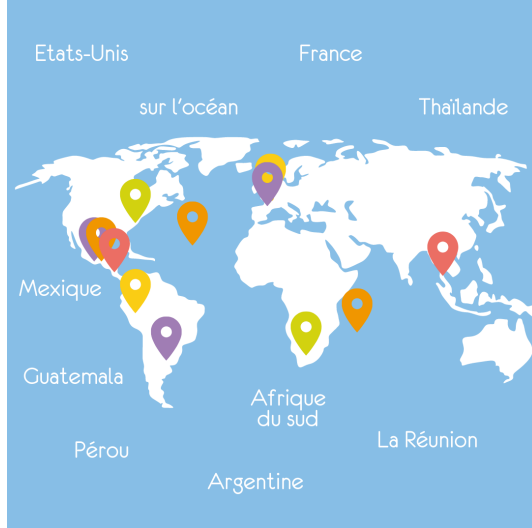 Etats-Unis
France
sur l'océan
Thaïlande
Mexique
Guatemala
Afrique
du sud
La Réunion
Pérou
Argentine